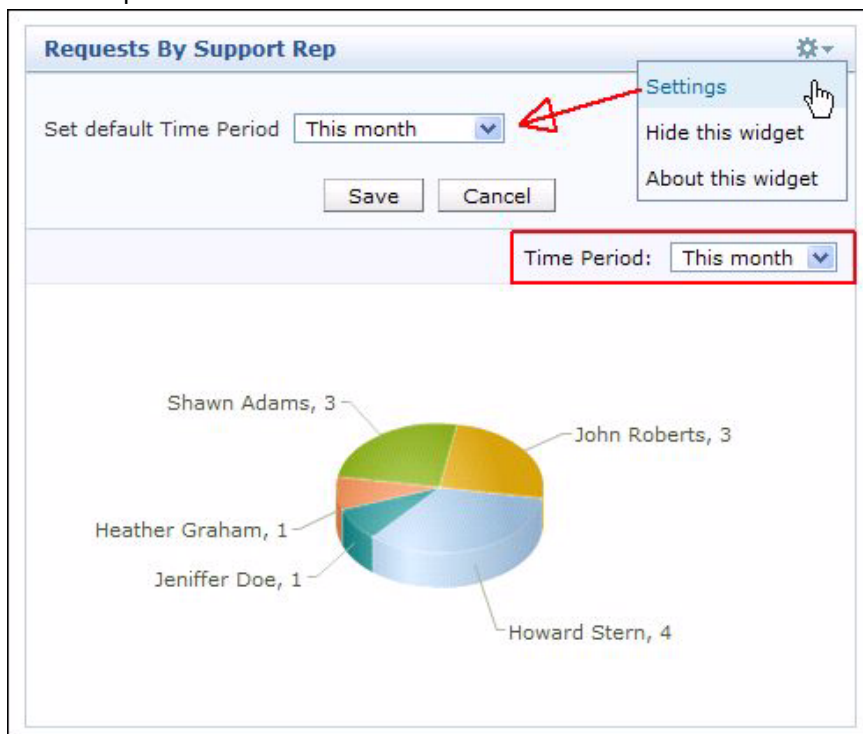 Requests By Support Rep
Settings
Set default Time Period This month
Hide this widget
About this widget
Save Cancel
Time Period: This month
Shawn Adams, 3
John Roberts, 3
Heather Graham, 1
Jeniffer Doe, 1
Howard Stern, 4